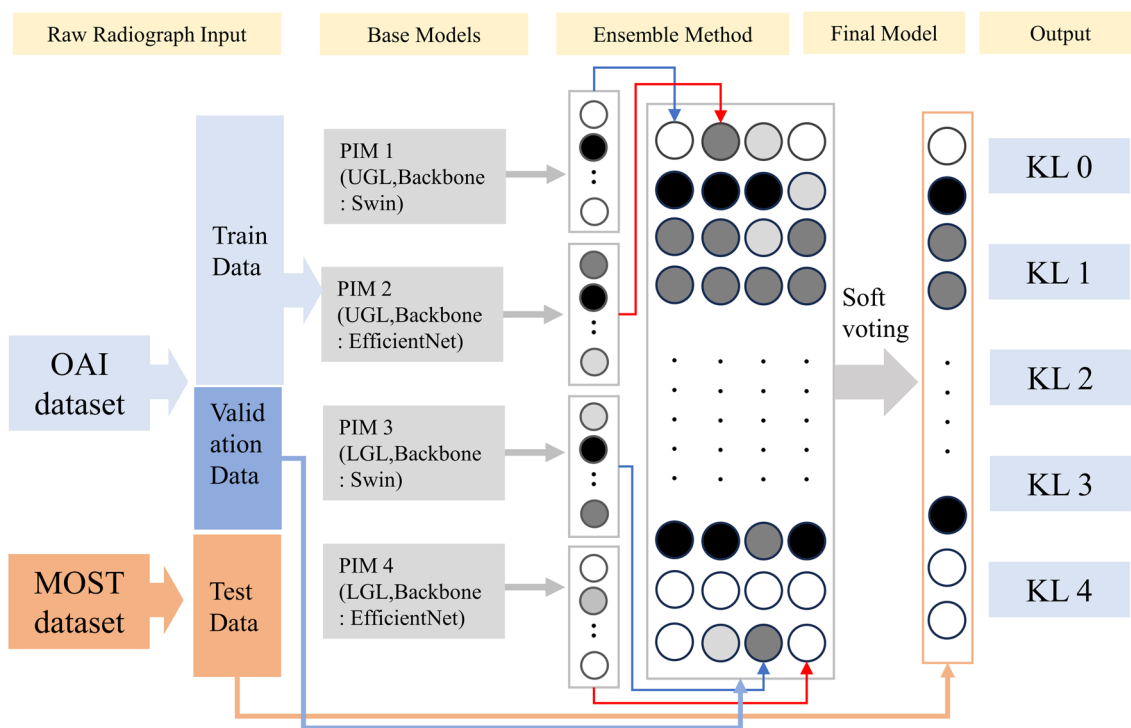 Raw Radiograph Input
Base Models
Ensemble Method
Final Model
Output
OAI
dataset
MOST
dataset
Train
Data
Valid
ation
Data
Test
Data
PIM 1
(UGL,Backbone
: Swin)
PIM 2
(UGL,Backbone
: EfficientNet)
PIM 3
(LGL,Backbone
: Swin)
PIM 4
(LGL,Backbone
: EfficientNet)
Soft
voting
KL 0
KL 1
KL 2
KL 3
KL 4